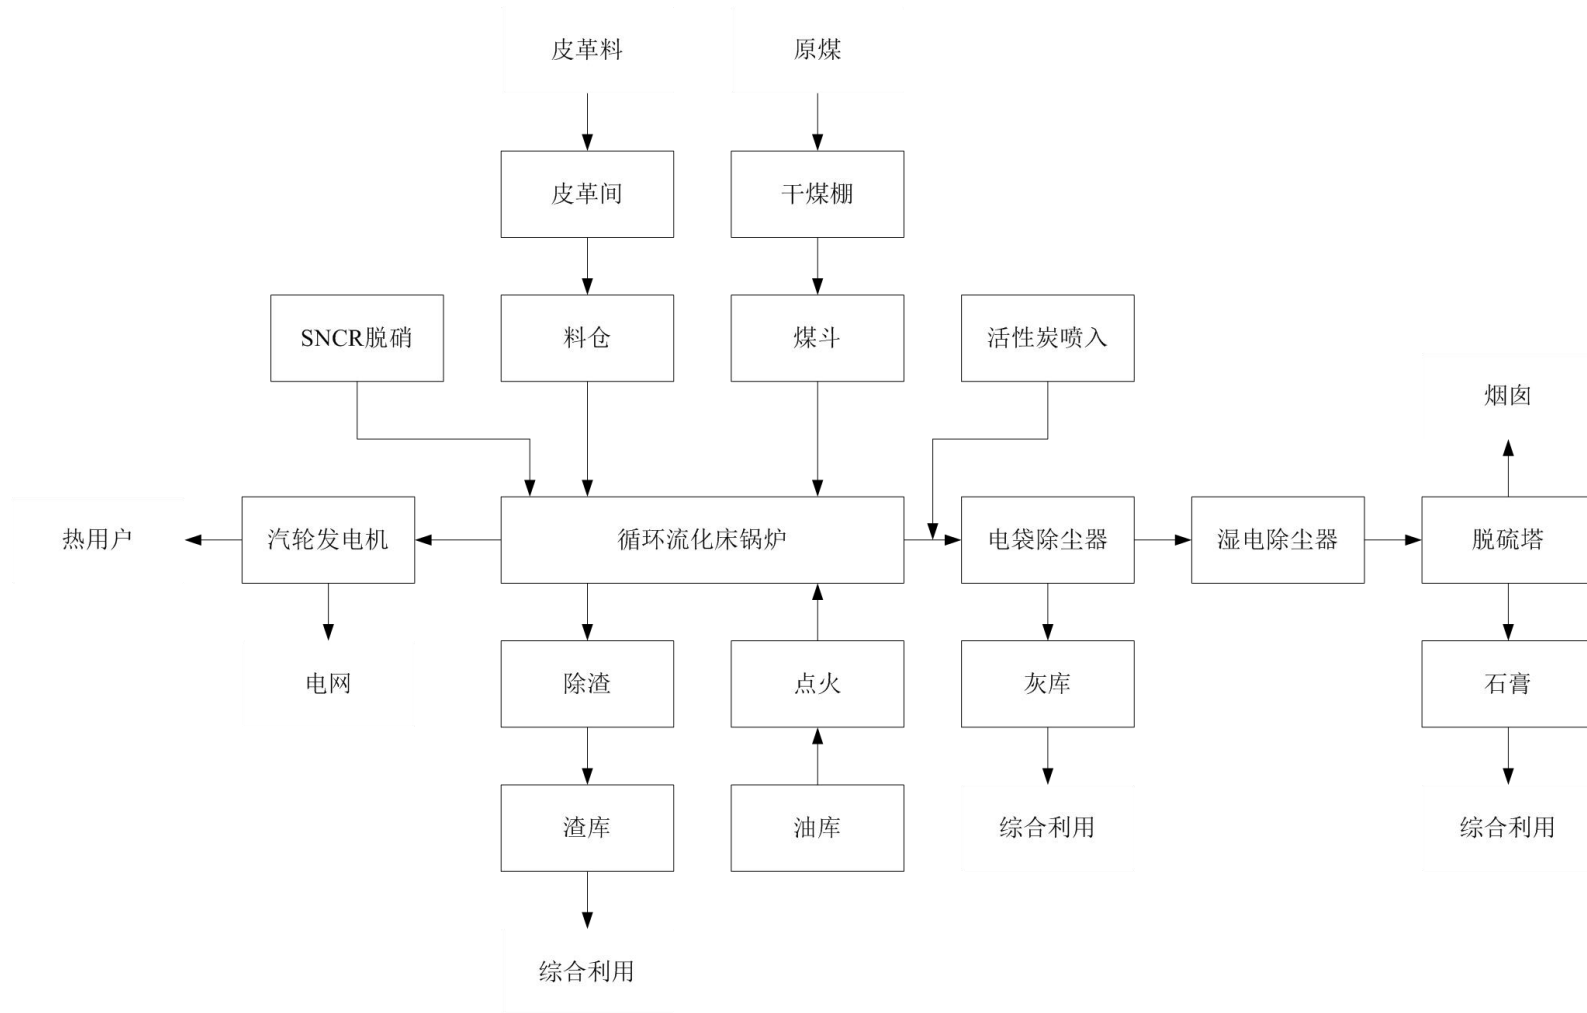 皮革料
原煤
皮革间
干煤棚
SNCR脱硝
料仓
煤斗
活性炭喷入
烟囱
热用户
汽轮发电机
循环流化床锅炉
电袋除尘器
湿电除尘器
脱硫塔
电网
除渣
点火
灰库
石膏
渣库
油库
综合利用
综合利用
综合利用